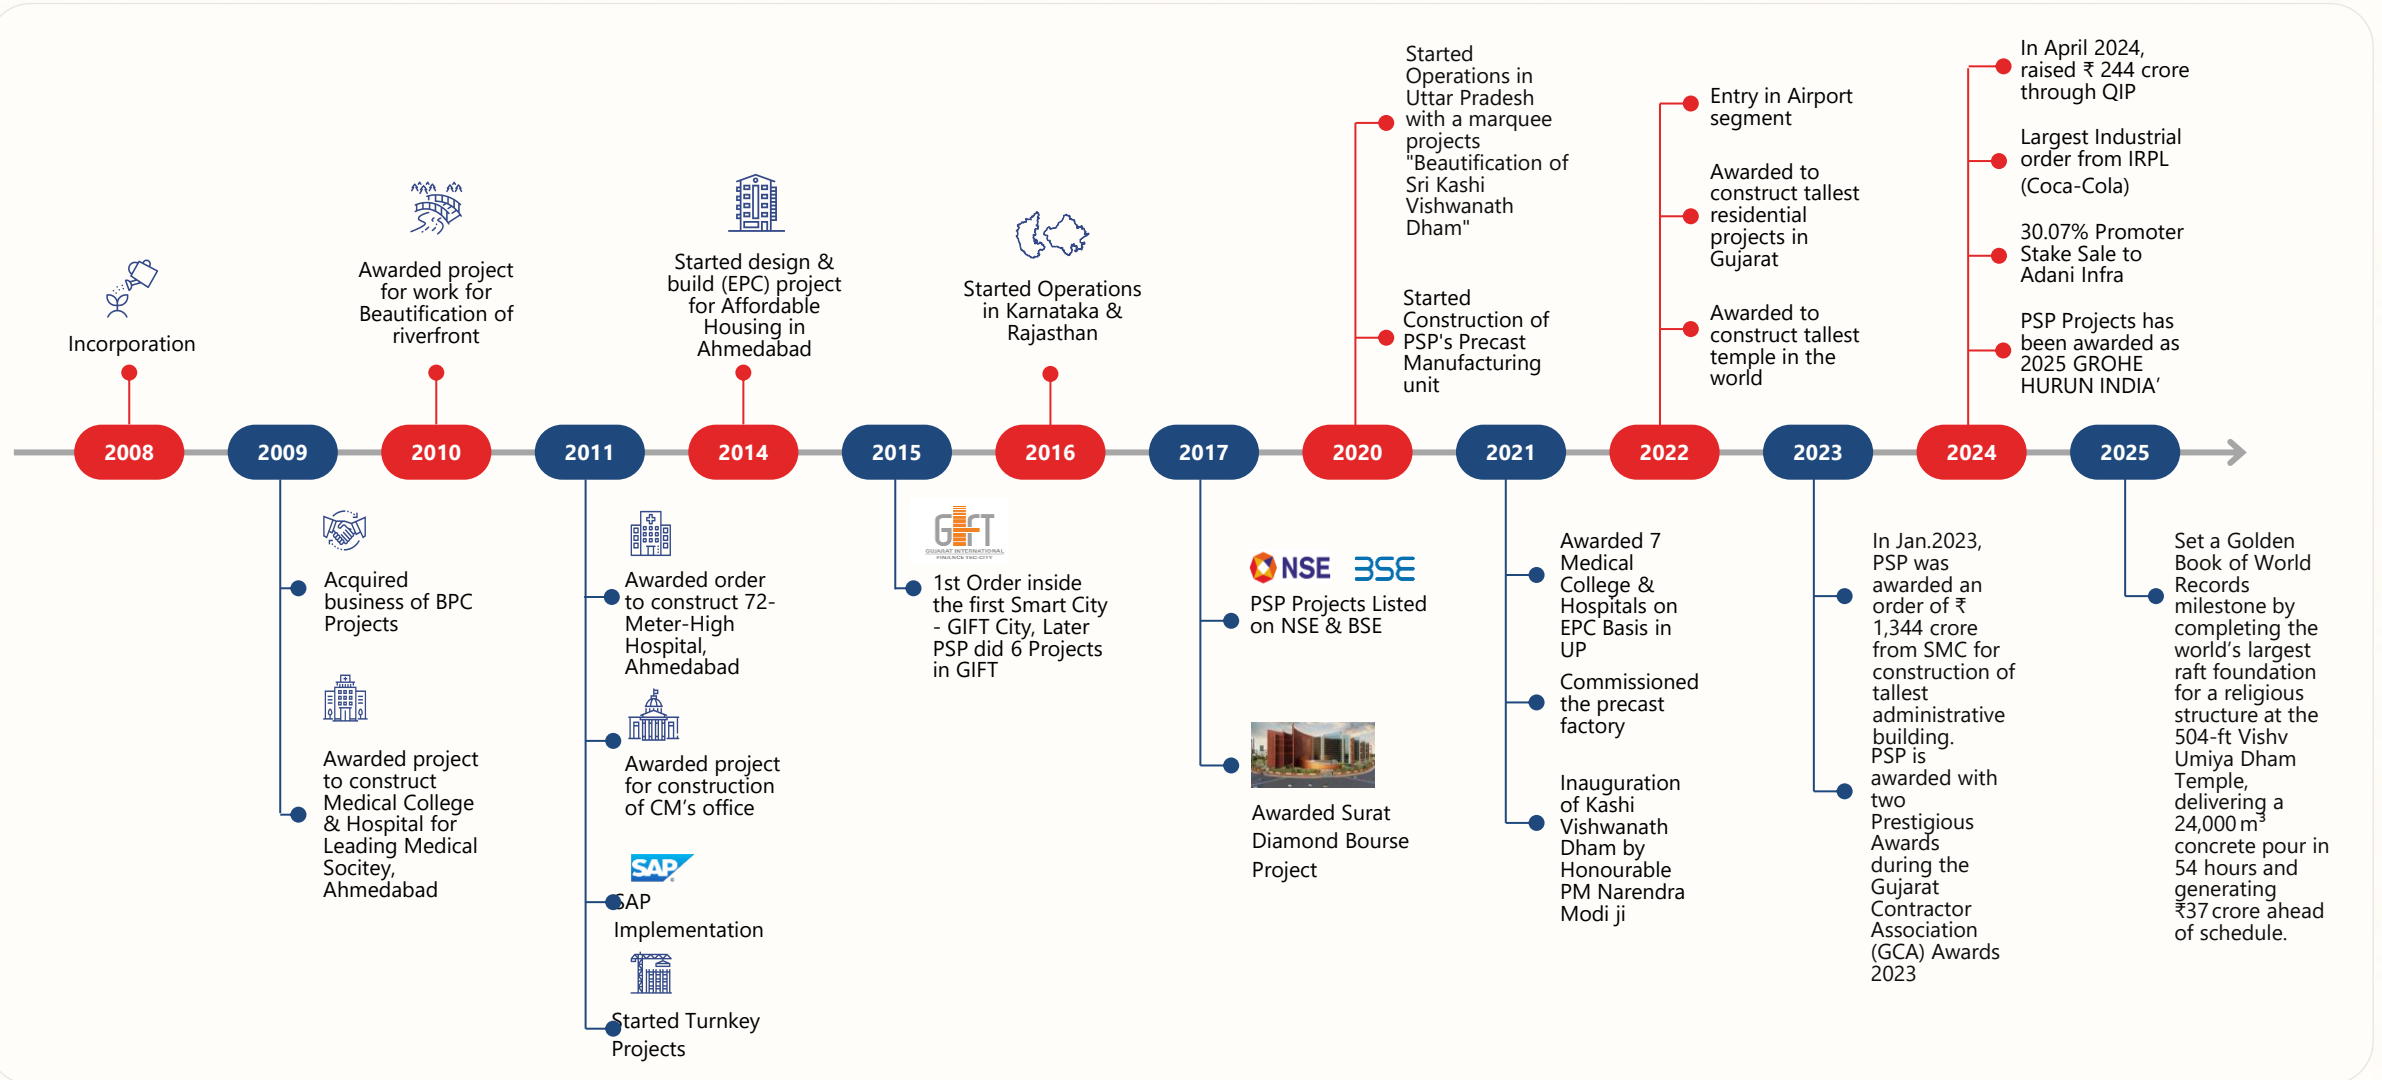 Incorporation
Awarded project
for work for
Beautification of
riverfront
Started design &
build (EPC) project
for Affordable
Housing in
Ahmedabad
Started Operations
in Karnataka &
Rajasthan
Started
Operations in
Uttar Pradesh
with a marquee
projects
"Beautification of
Sri Kashi
Vishwanath
Dham"
Started
Construction of
PSP's Precast
Manufacturing
unit
Entry in Airport
segment
Awarded to
construct tallest
residential
projects in
Gujarat
Awarded to
construct tallest
temple in the
world
In April 2024,
raised ₹ 244 crore
through QIP
Largest Industrial
order from IRPL
(Coca-Cola)
30.07% Promoter
Stake Sale to
Adani Infra
PSP Projects has
been awarded as
2025 GROHE
HURUN INDIA’
2008
2009
2010
2011
2014
2015
2016
2017
2020
2021
2022
2023
2024
2025
Acquired
business of BPC
Projects
Awarded project
to construct
Medical College
& Hospital for
Leading Medical
Socitey,
Ahmedabad
Awarded order
to construct 72-
Meter-High
Hospital,
Ahmedabad
Awarded project
for construction
of CM’s office
SAP
SAP
Implementation
Started Turnkey
Projects
GIFT
GUJARAT INTERNATIONAL
FINANCE TEC-CITY
1st Order inside
the first Smart City
- GIFT City, Later
PSP did 6 Projects
in GIFT
NSE BSE
PSP Projects Listed
on NSE & BSE
Awarded Surat
Diamond Bourse
Project
Awarded 7
Medical
College &
Hospitals on
EPC Basis in
UP
Commissioned
the precast
factory
Inauguration
of Kashi
Vishwanath
Dham by
Honourable
PM Narendra
Modi ji
In Jan.2023,
PSP was
awarded an
order of ₹
1,344 crore
from SMC for
construction of
tallest
administrative
building.
PSP is
awarded with
two
Prestigious
Awards
during the
Gujarat
Contractor
Association
(GCA) Awards
2023
Set a Golden
Book of World
Records
milestone by
completing the
world’s largest
raft foundation
for a religious
structure at the
504-ft Vishv
Umiya Dham
Temple,
delivering a
24,000 m³
concrete pour in
54 hours and
generating
₹37 crore ahead
of schedule.